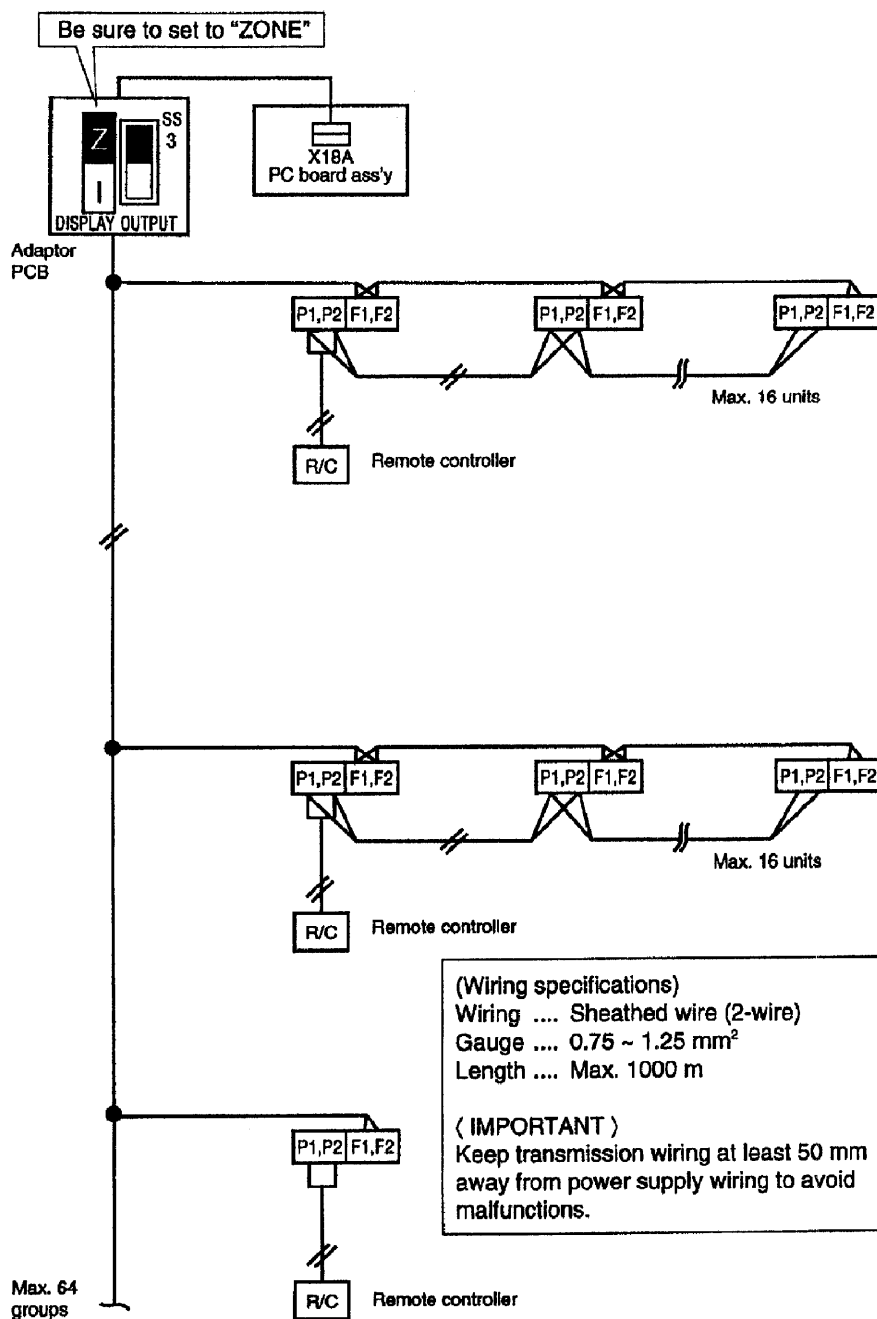 Be sure to set to “ZONE”
Z
I
SS
3
DISPLAY OUTPUT
X18A
PC board ass'y
Adaptor
PCB
P1,P2 F1,F2
P1,P2 F1,F2
P1,P2 F1,F2
Max. 16 units
R/C
Remote controller
P1,P2 F1,F2
P1,P2 F1,F2
P1,P2 F1,F2
Max. 16 units
R/C
Remote controller
(Wiring specifications)
Wiring .... Sheathed wire (2-wire)
Gauge .... 0.75 ~ 1.25 mm²
Length .... Max. 1000 m
⟨ IMPORTANT ⟩
Keep transmission wiring at least 50 mm
away from power supply wiring to avoid
malfunctions.
P1,P2 F1,F2
R/C
Remote controller
Max. 64
groups